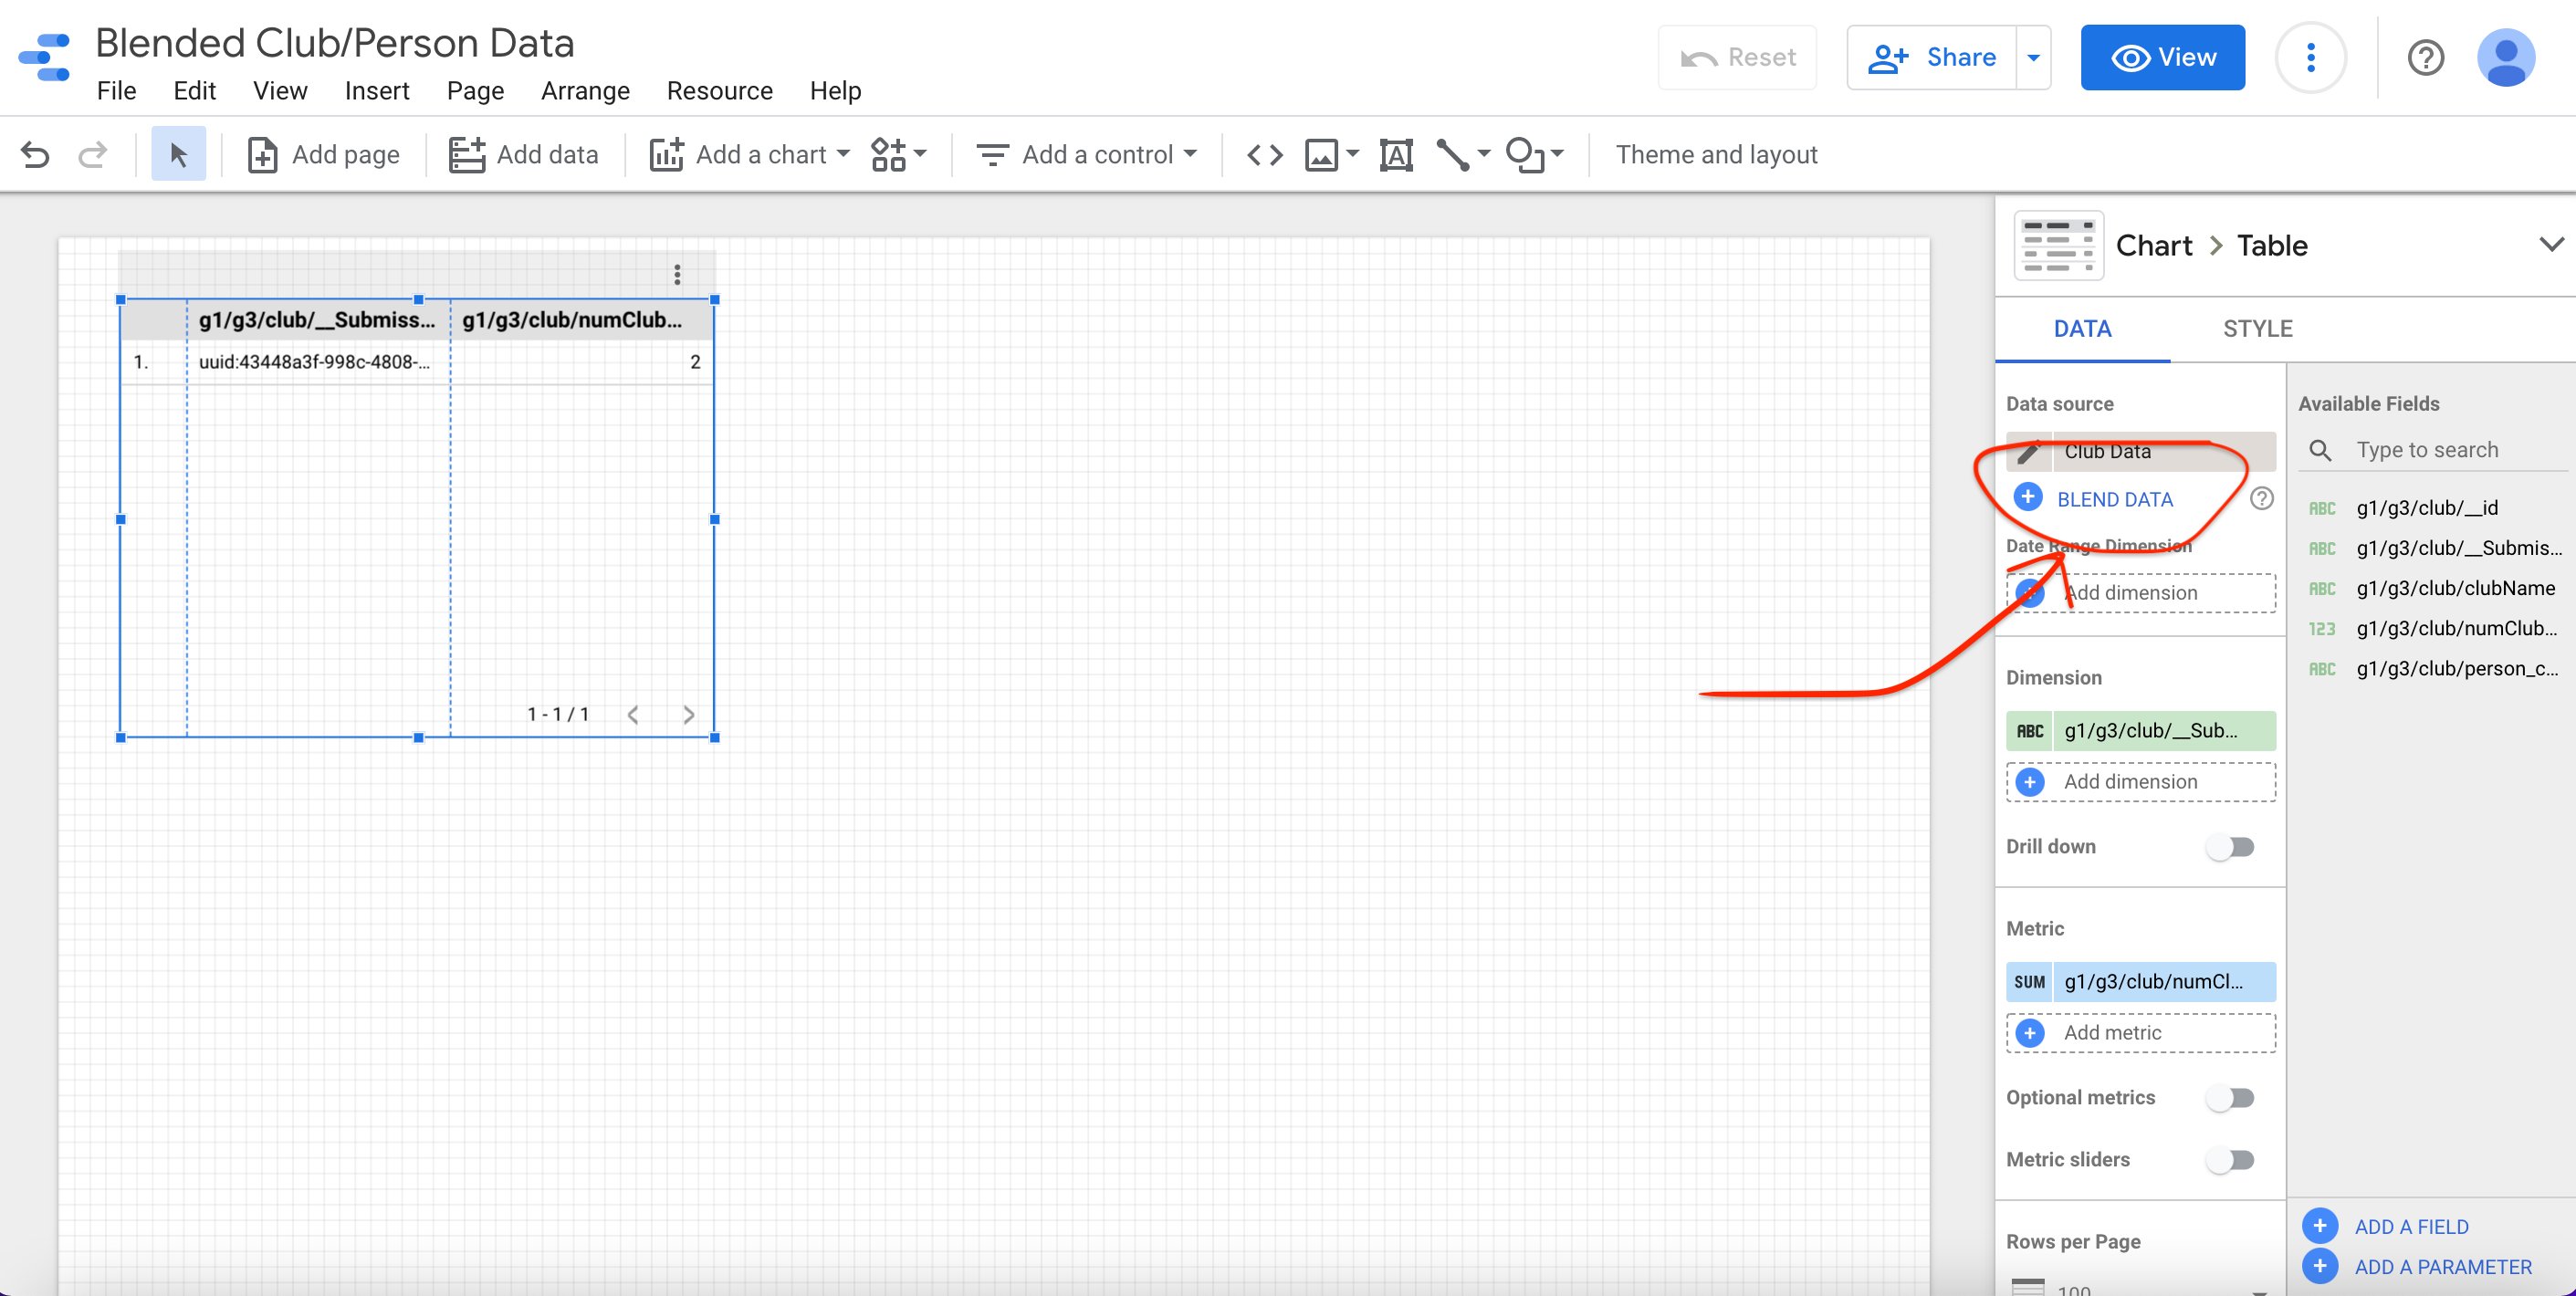 Blended Club/Person Data
File Edit View Insert Page Arrange Resource Help
Reset
Share
View
Add page
Add data
Add a chart
Add a control
Theme and layout
g1/g3/club/__Submiss... g1/g3/club/numClub...
1. uuid:43448a3f-998c-4808-... 2
1 - 1 / 1
Chart > Table
DATA STYLE
Data source
Club Data
BLEND DATA
Date Range Dimension
Add dimension
Dimension
ABC g1/g3/club/__Sub...
Add dimension
Drill down
Metric
SUM g1/g3/club/numCl...
Add metric
Optional metrics
Metric sliders
Rows per Page
100
Available Fields
Type to search
ABC g1/g3/club/__id
ABC g1/g3/club/__Submis...
ABC g1/g3/club/clubName
123 g1/g3/club/numClub...
ABC g1/g3/club/person_c...
ADD A FIELD
ADD A PARAMETER